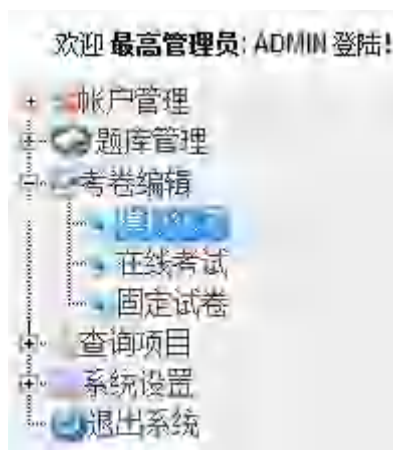 欢迎 最高管理员: ADMIN 登陆!
帐户管理
题库管理
考卷编辑
在线考试
固定试卷
查询项目
系统设置
退出系统